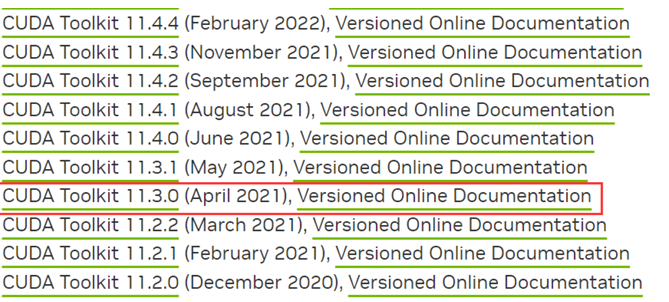 CUDA Toolkit 11.4.4 (February 2022), Versioned Online Documentation
CUDA Toolkit 11.4.3 (November 2021), Versioned Online Documentation
CUDA Toolkit 11.4.2 (September 2021), Versioned Online Documentation
CUDA Toolkit 11.4.1 (August 2021), Versioned Online Documentation
CUDA Toolkit 11.4.0 (June 2021), Versioned Online Documentation
CUDA Toolkit 11.3.1 (May 2021), Versioned Online Documentation
CUDA Toolkit 11.3.0 (April 2021), Versioned Online Documentation
CUDA Toolkit 11.2.2 (March 2021), Versioned Online Documentation
CUDA Toolkit 11.2.1 (February 2021), Versioned Online Documentation
CUDA Toolkit 11.2.0 (December 2020), Versioned Online Documentation